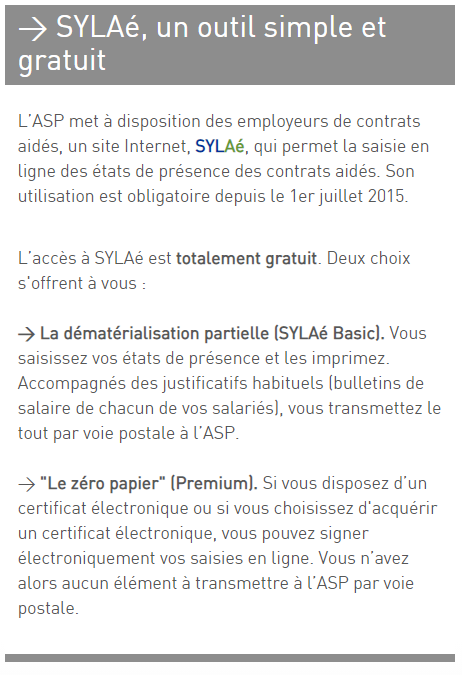 → SYLAé, un outil simple et
gratuit
L'ASP met à disposition des employeurs de contrats
aidés, un site Internet, SYLAé, qui permet la saisie en
ligne des états de présence des contrats aidés. Son
utilisation est obligatoire depuis le 1er juillet 2015.
L'accès à SYLAé est totalement gratuit. Deux choix
s'offrent à vous :
→ La dématérialisation partielle (SYLAé Basic). Vous
saisissez vos états de présence et les imprimez.
Accompagnés des justificatifs habituels (bulletins de
salaire de chacun de vos salariés), vous transmettez le
tout par voie postale à l'ASP.
→ "Le zéro papier" (Premium). Si vous disposez d'un
certificat électronique ou si vous choisissez d'acquérir
un certificat électronique, vous pouvez signer
électroniquement vos saisies en ligne. Vous n'avez
alors aucun élément à transmettre à l'ASP par voie
postale.